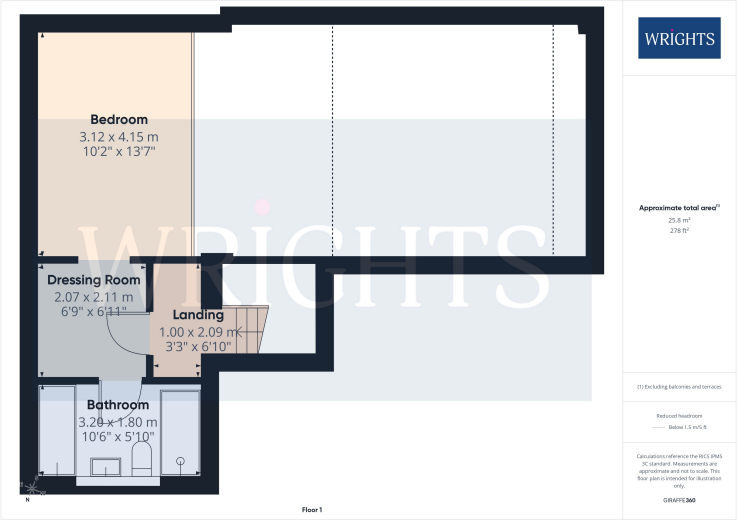 WRIGHTS
Bedroom
3.12 x 4.15 m
10'2" x 13'7"
WRIGHTS
Dressing Room
2.07 x 2.11 m
6'9" x 6'11"
Landing
1.00 x 2.09 m
3'3" x 6'10"
Bathroom
3.20 x 1.80 m
10'6" x 5'10"
N
Floor 1
Approximate total area(1)
25.8 m²
278 ft²
(1) Excluding balconies and terraces
Reduced headroom
Below 1.5 m/5 ft
Calculations reference the RICS IPMS
3C standard. Measurements are
approximate and not to scale. This
floor plan is intended for illustration
only.
GIRAFFE360